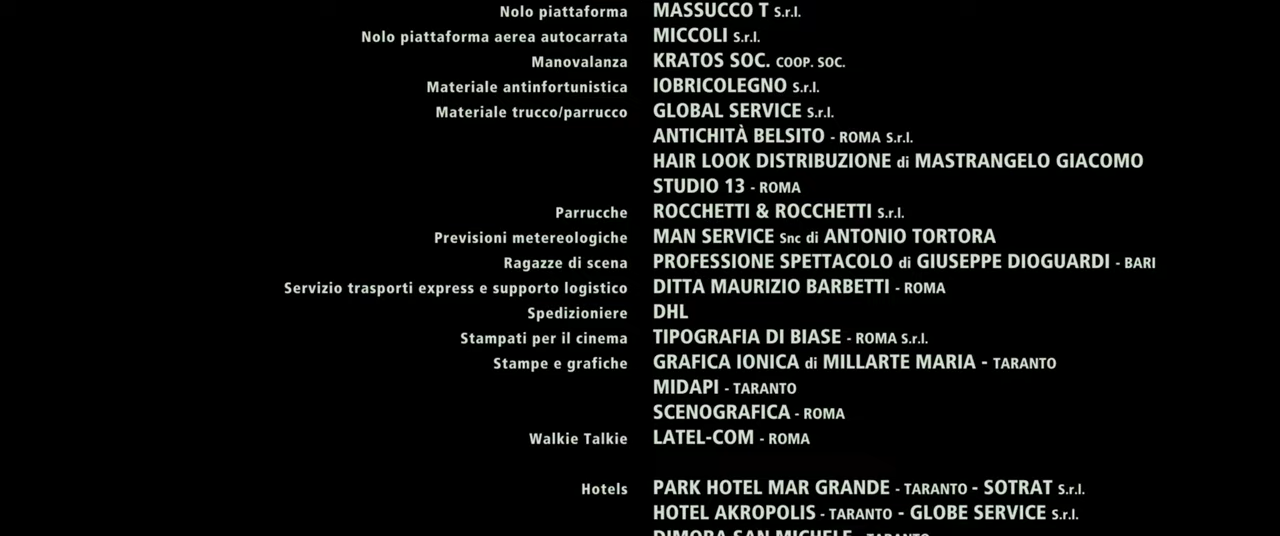 Nolo piattaforma MASSUCCO T S.r.l.
Nolo piattaforma aerea autocarrata MICCOLI S.r.l.
Manovalanza KRATOS SOC. COOP. SOC.
Materiale antinfortunistica IOBRICOLEGNO S.r.l.
Materiale trucco/parrucco GLOBAL SERVICE S.r.l.
ANTICHITÀ BELSITO - ROMA S.r.l.
HAIR LOOK DISTRIBUZIONE di MASTRANGELO GIACOMO
STUDIO 13 - ROMA
Parrucche ROCCHETTI & ROCCHETTI S.r.l.
Previsioni metereologiche MAN SERVICE Snc di ANTONIO TORTORA
Ragazze di scena PROFESSIONE SPETTACOLO di GIUSEPPE DIOGUARDI - BARI
Servizio trasporti express e supporto logistico DITTA MAURIZIO BARBETTI - ROMA
Spedizioniere DHL
Stampati per il cinema TIPOGRAFIA DI BIASE - ROMA S.r.l.
Stampe e grafiche GRAFICA IONICA di MILLARTE MARIA - TARANTO
MIDAPI - TARANTO
SCENOGRAFICA - ROMA
Walkie Talkie LATEL-COM - ROMA
Hotels PARK HOTEL MAR GRANDE - TARANTO - SOTRAT S.r.l.
HOTEL AKROPOLIS - TARANTO - GLOBE SERVICE S.r.l.
DIMORA SAN MICHELE - TARANTO